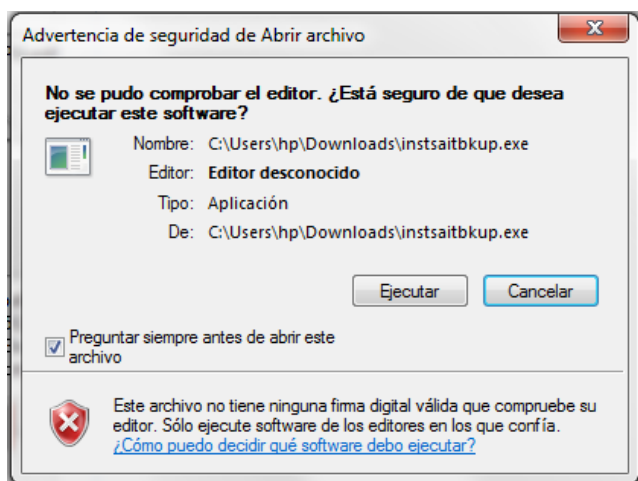 Advertencia de seguridad de Abrir archivo
No se pudo comprobar el editor. ¿Está seguro de que desea
ejecutar este software?
Nombre: C:\Users\hp\Downloads\instsaitbkup.exe
Editor: Editor desconocido
Tipo: Aplicación
De: C:\Users\hp\Downloads\instsaitbkup.exe
Ejecutar Cancelar
Preguntar siempre antes de abrir este
archivo
Este archivo no tiene ninguna firma digital válida que compruebe su
editor. Sólo ejecute software de los editores en los que confía.
¿Cómo puedo decidir qué software debo ejecutar?